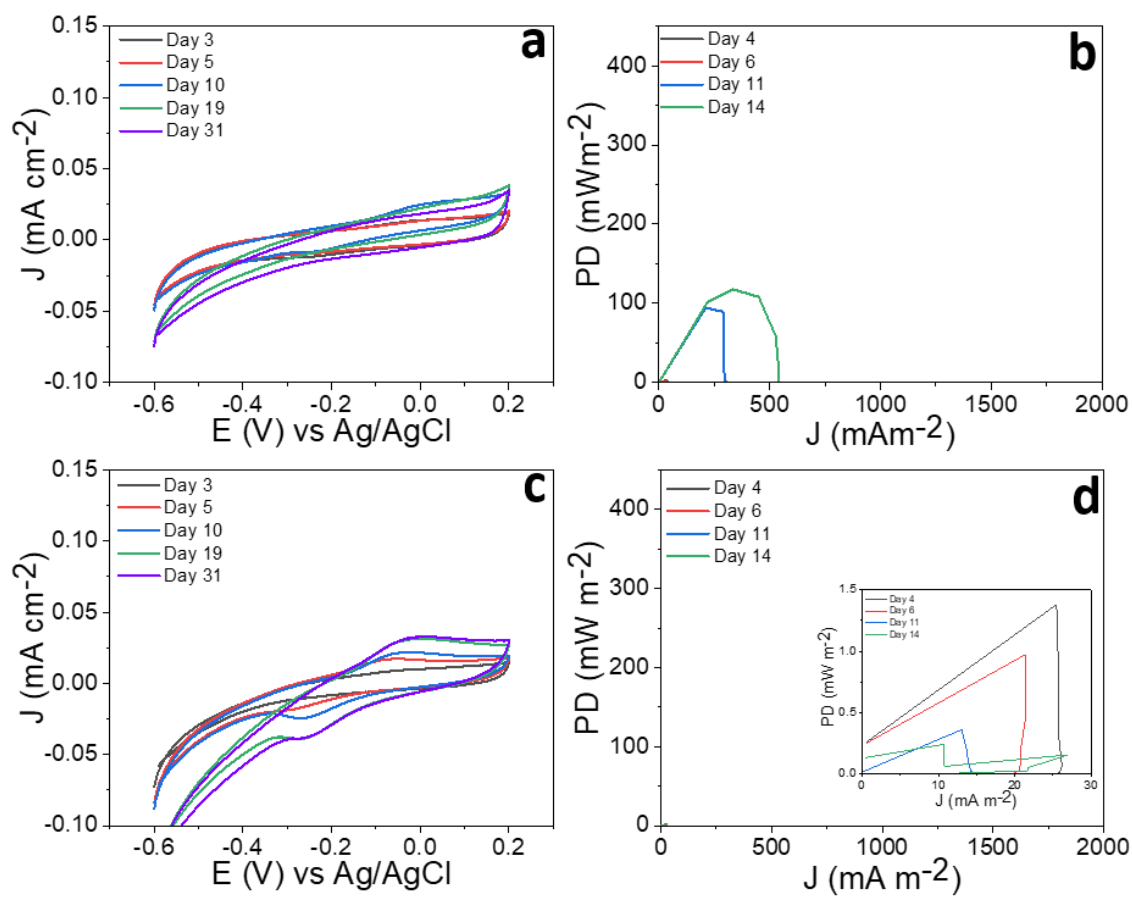 a
0.15
0.10
0.05
0.00
-0.05
-0.10
J (mA cm-2)
Day 3
Day 5
Day 10
Day 19
Day 31
-0.6
-0.4
-0.2
0.0
0.2
E (V) vs Ag/AgCl
b
400
300
200
100
0
PD (mWm-2)
Day 4
Day 6
Day 11
Day 14
0
500
1000
1500
2000
J (mAm-2)
c
0.15
0.10
0.05
0.00
-0.05
-0.10
J (mA cm-2)
Day 3
Day 5
Day 10
Day 19
Day 31
-0.6
-0.4
-0.2
0.0
0.2
E (V) vs Ag/AgCl
d
400
300
200
100
0
PD (mW m-2)
Day 4
Day 6
Day 11
Day 14
0
500
1000
1500
2000
J (mA m-2)
1.5
1.0
0.5
0.0
PD (mW m-2)
Day 4
Day 6
Day 11
Day 14
0
10
20
30
J (mA m-2)